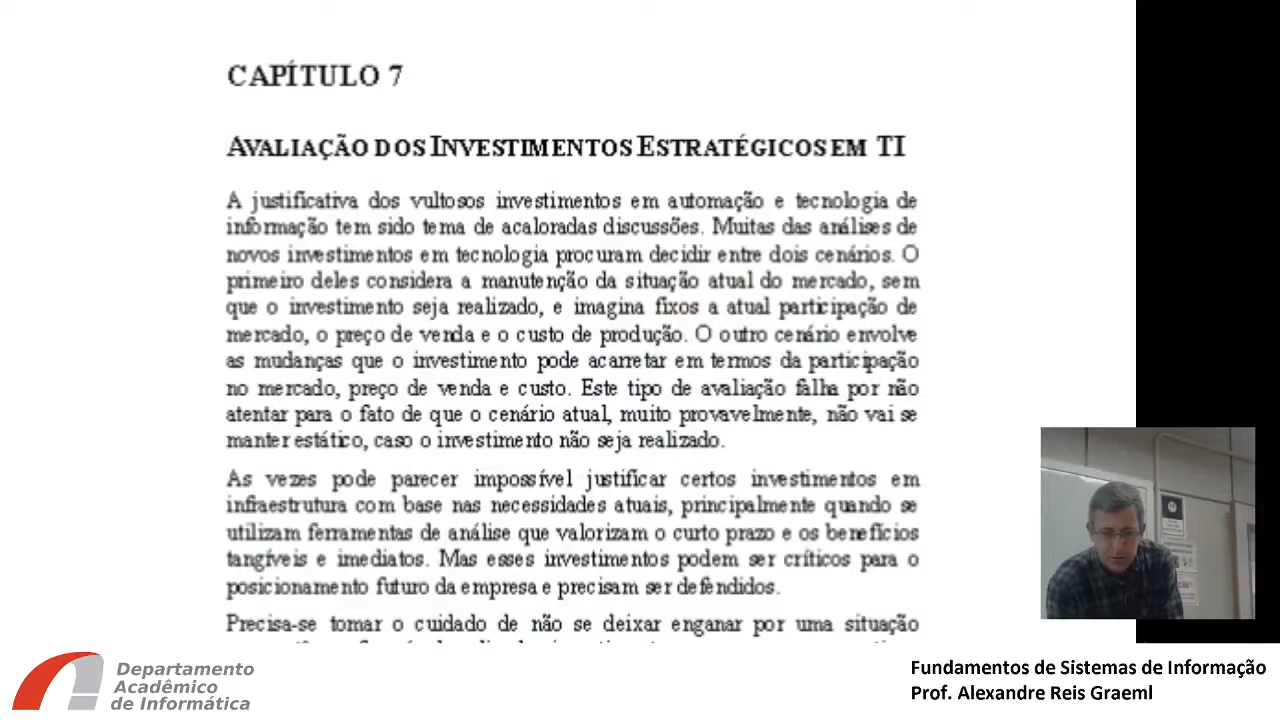 CAPÍTULO 7
AVALIAÇÃO DOS INVESTIMENTOS ESTRATÉGICOS EM TI
A justificativa dos vultosos investimentos em automação e tecnologia de
informação tem sido tema de acaloradas discussões. Muitas das análises de
novos investimentos em tecnologia procuram decidir entre dois cenários. O
primeiro deles considera a manutenção da situação atual do mercado, sem
que o investimento seja realizado, e imagina fixos a atual participação de
mercado, o preço de venda e o custo de produção. O outro cenário envolve
as mudanças que o investimento pode acarretar em termos da participação
no mercado, preço de venda e custo. Este tipo de avaliação falha por não
atentar para o fato de que o cenário atual, muito provavelmente, não vai se
manter estático, caso o investimento não seja realizado.
As vezes pode parecer impossível justificar certos investimentos em
infraestrutura com base nas necessidades atuais, principalmente quando se
utilizam ferramentas de análise que valorizam o curto prazo e os benefícios
tangíveis e imediatos. Mas esses investimentos podem ser críticos para o
posicionamento futuro da empresa e precisam ser defendidos.
Precisa-se tomar o cuidado de não se deixar enganar por uma situação
Departamento
Acadêmico
de Informática
Fundamentos de Sistemas de Informação
Prof. Alexandre Reis Graeml